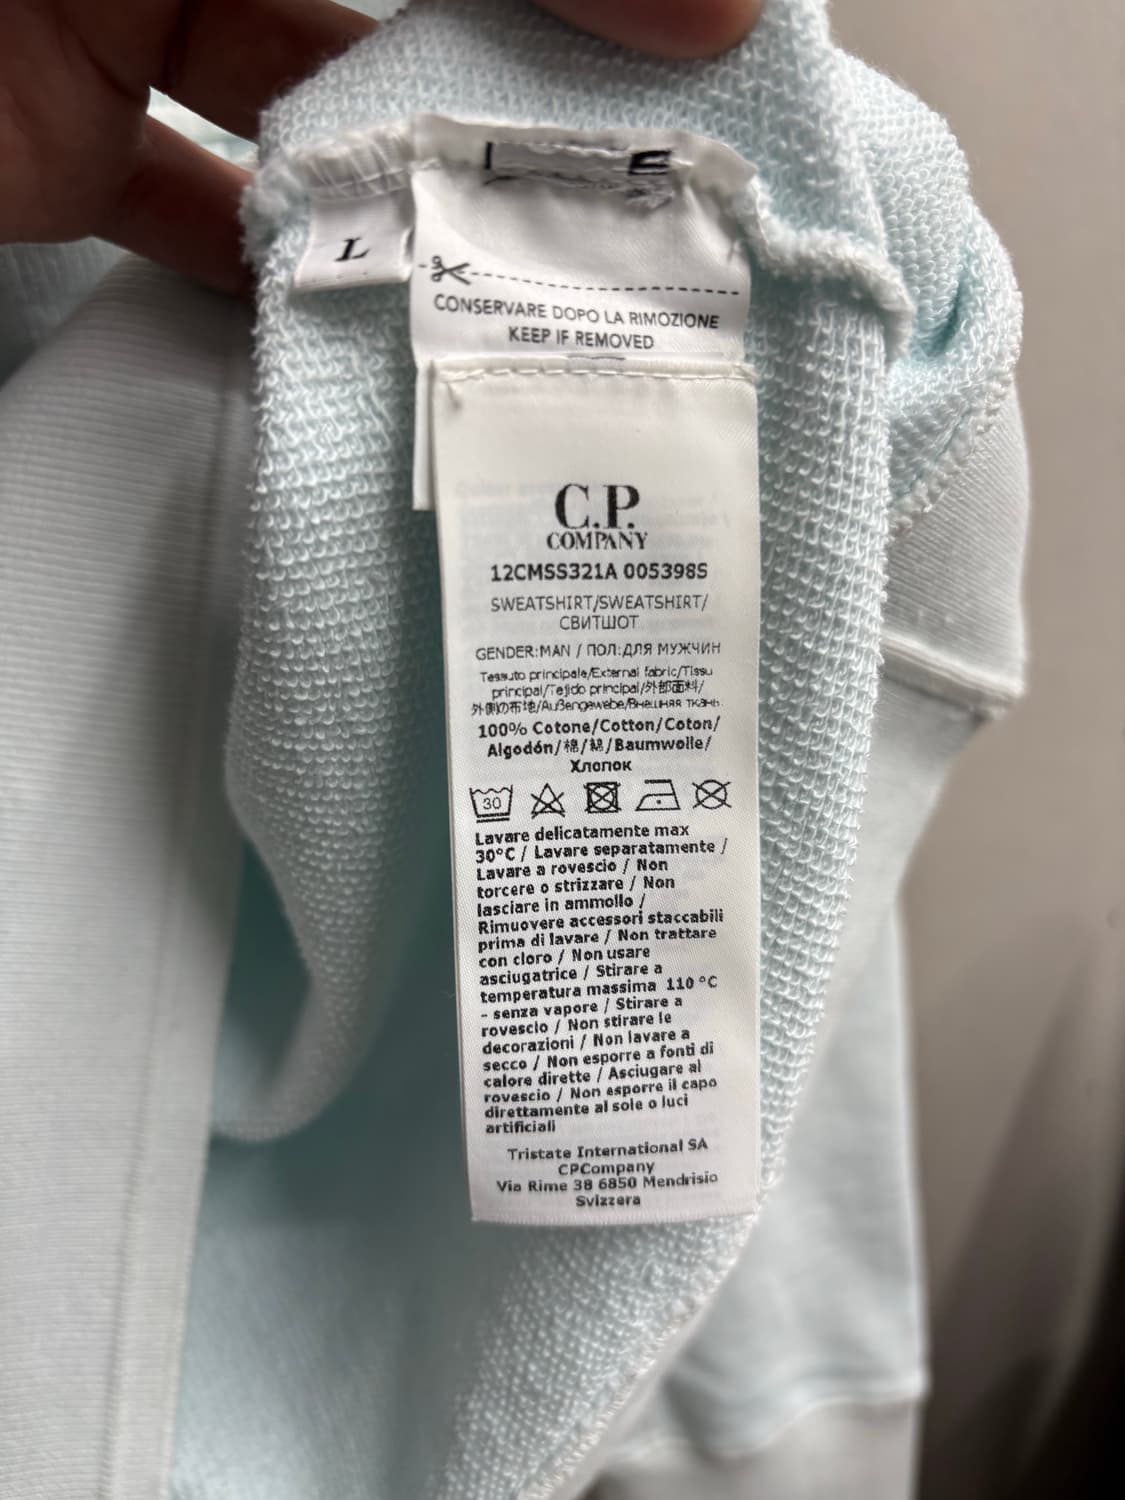 L
CONSERVARE DOPO LA RIMOZIONE
KEEP IF REMOVED
C.P.
COMPANY
12CMSS321A 005398S
SWEATSHIRT/SWEATSHIRT/
СВИТШОТ
GENDER:MAN / ПОЛ:ДЛЯ МУЖЧИН
Tessuto principale/External fabric/Tissu
principal/Tejido principal/外部面料/
外側の布地/Außengewebe/Внешняя ткань
100% Cotone/Cotton/Coton/
Algodón/棉/綿/Baumwolle/
Хлопок
30
Lavare delicatamente max
30°C / Lavare separatamente /
Lavare a rovescio / Non
torcere o strizzare / Non
lasciare in ammollo /
Rimuovere accessori staccabili
prima di lavare / Non trattare
con cloro / Non usare
asciugatrice / Stirare a
temperatura massima 110 °C
- senza vapore / Stirare a
rovescio / Non stirare le
decorazioni / Non lavare a
secco / Non esporre a fonti di
calore dirette / Asciugare al
rovescio / Non esporre il capo
direttamente al sole o luci
artificiali
Tristate International SA
CPCompany
Via Rime 38 6850 Mendrisio
Svizzera